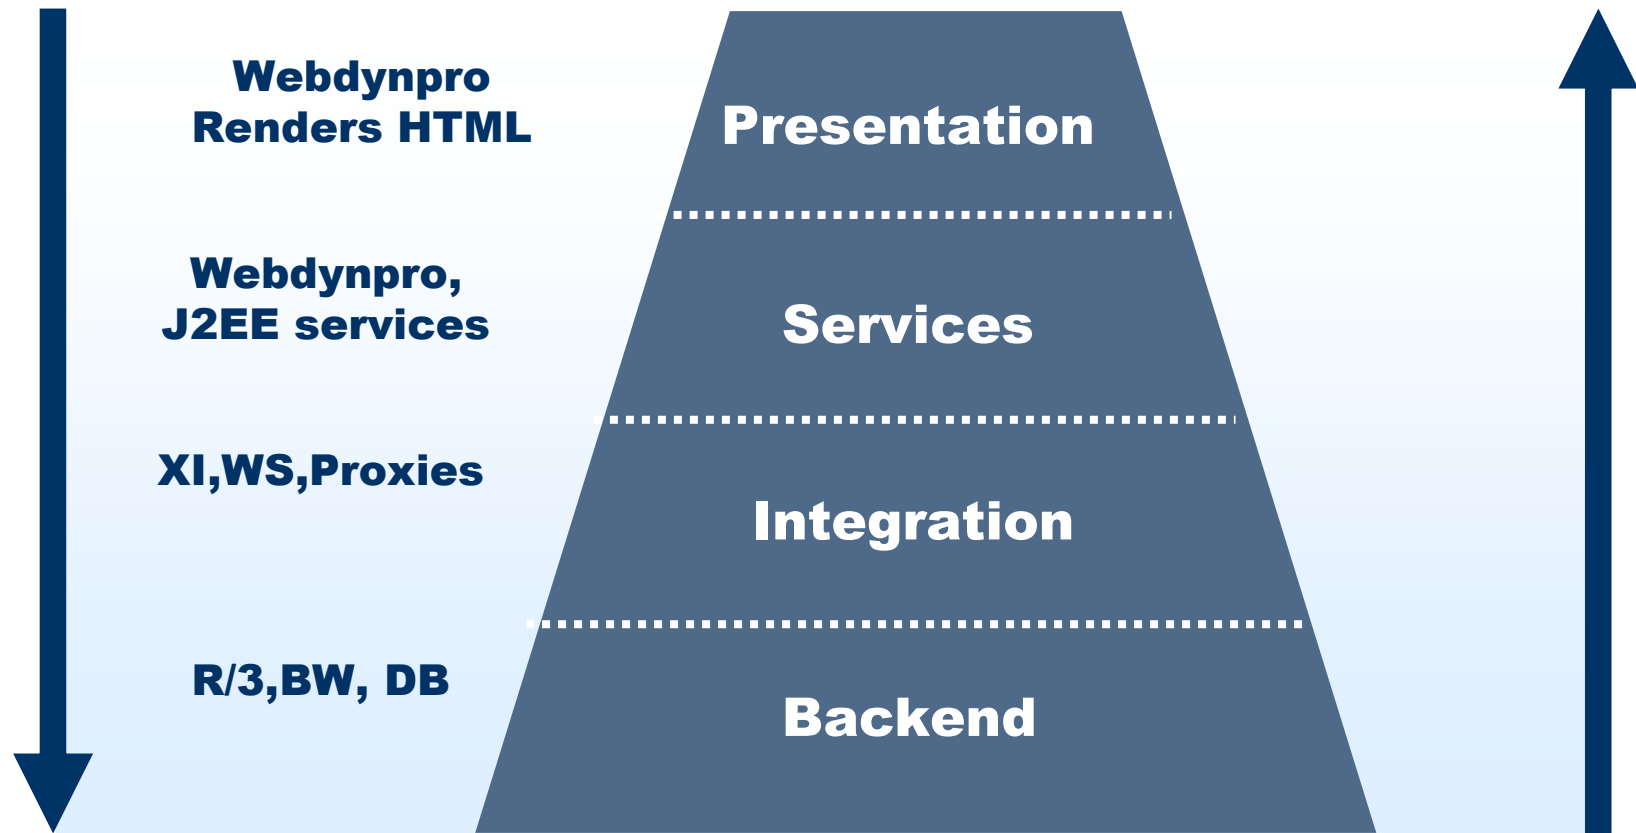 Webdynpro
Renders HTML
Presentation
Webdynpro,
J2EE services
Services
XI,WS,Proxies
Integration
R/3,BW, DB
Backend